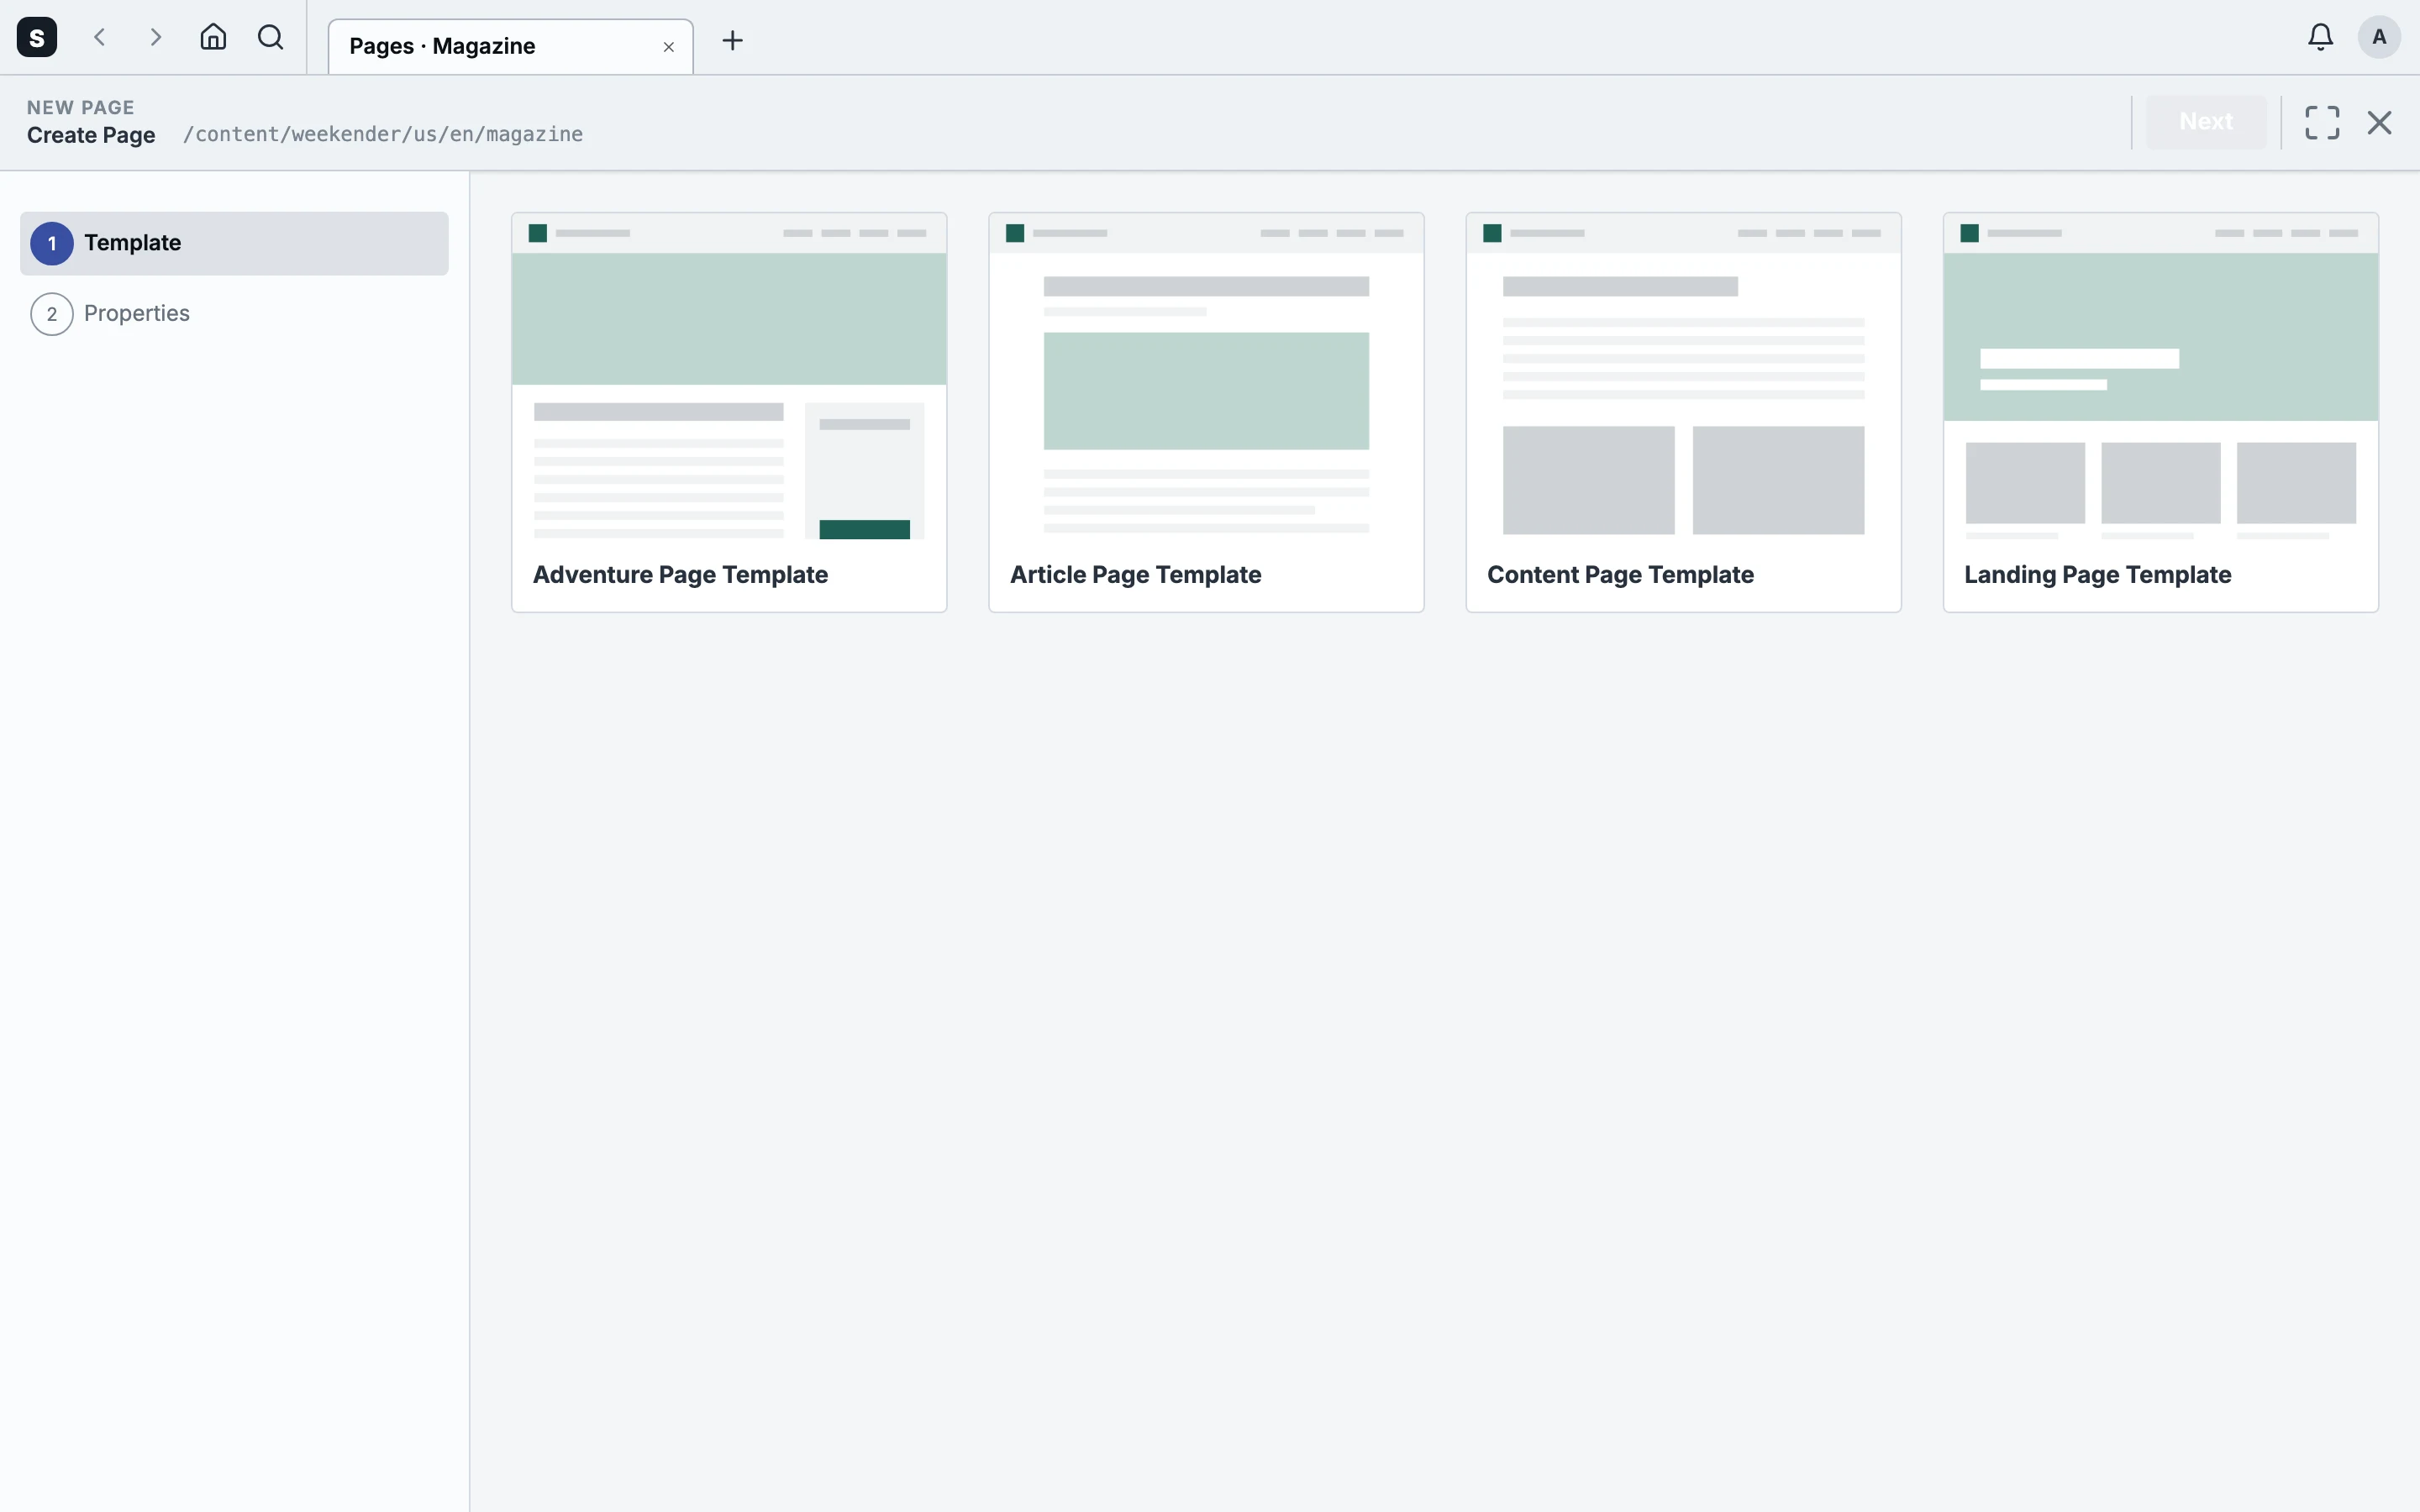 S
Pages · Magazine
A
NEW PAGE
Create Page /content/weekender/us/en/magazine
Next
1 Template
2 Properties
Adventure Page Template
Article Page Template
Content Page Template
Landing Page Template